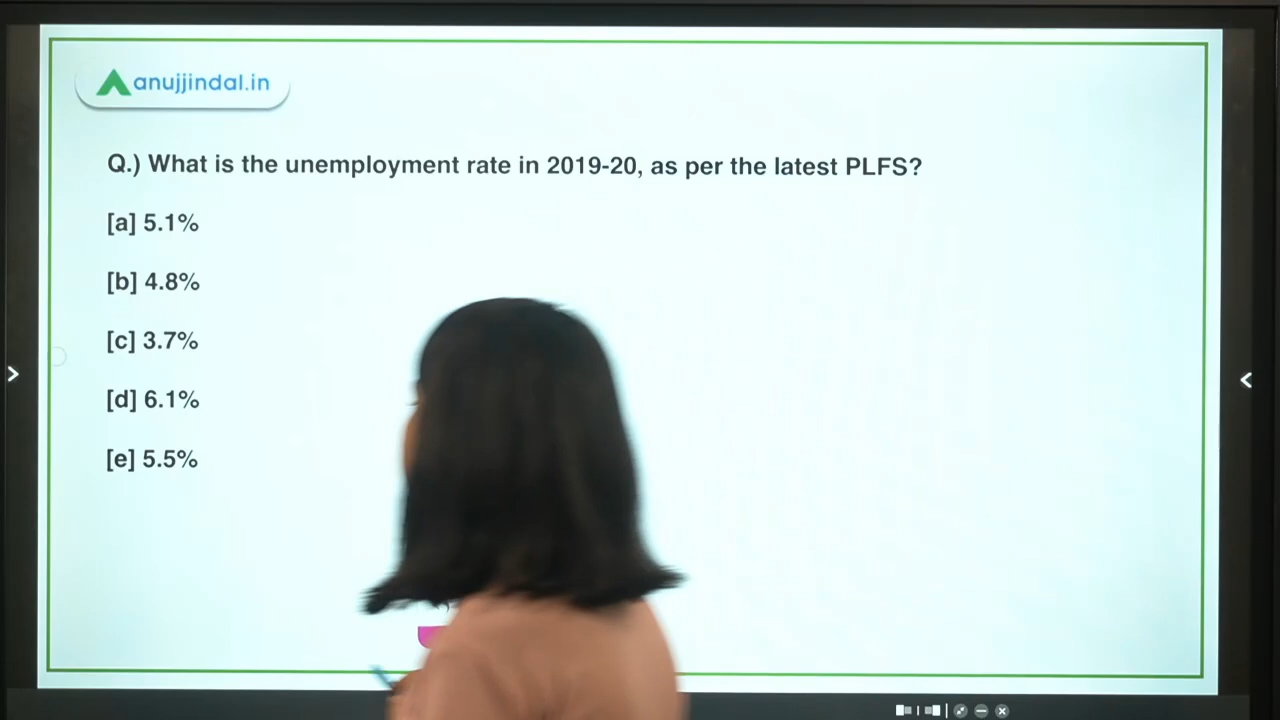 anujjindal.in
Q.) What is the unemployment rate in 2019-20, as per the latest PLFS?
[a] 5.1%
[b] 4.8%
[c] 3.7%
[d] 6.1%
[e] 5.5%